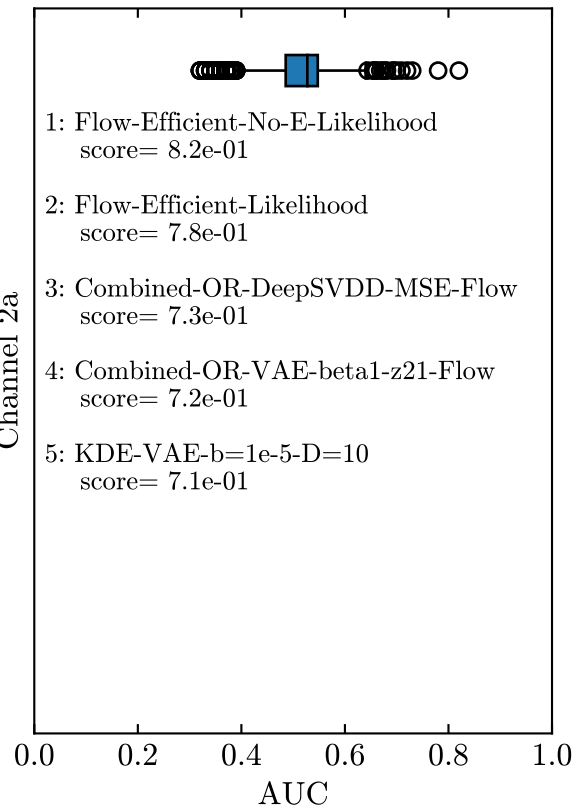 1: Flow-Efficient-No-E-Likelihood
score= 8.2e-01
2: Flow-Efficient-Likelihood
score= 7.8e-01
3: Combined-OR-DeepSVDD-MSE-Flow
score= 7.3e-01
4: Combined-OR-VAE-beta1-z21-Flow
score= 7.2e-01
5: KDE-VAE-b=1e-5-D=10
score= 7.1e-01
Channel 2a
0.0 0.2 0.4 0.6 0.8 1.0
AUC